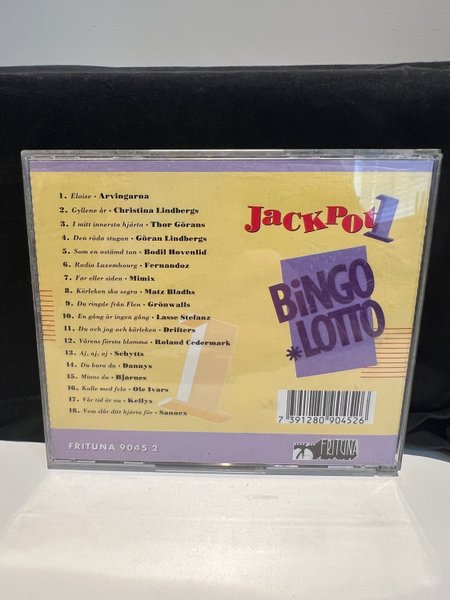 1. Eloise · Arvingarna
2. Gyllene år · Christina Lindbergs
3. I mitt innersta hjärta · Thor Görans
4. Den röda stugan · Göran Lindbergs
5. Som en ostämd ton · Bodil Hovenlid
6. Radio Luxembourg · Fernandoz
7. Før eller siden · Mimix
8. Kärleken ska segra · Matz Bladhs
9. Du ringde från Flen · Grönwalls
10. En gång är ingen gång · Lasse Stefanz
11. Du och jag och kärleken · Drifters
12. Vårens första blomma · Roland Cedermark
13. Aj, aj, aj · Schytts
14. Du bara du · Dannys
15. Minns du · Bjarnes
16. Kalle med fela · Ole Ivars
17. Vår tid är nu · Kellys
18. Vem slår ditt hjärta för · Sannex
JACKPOT 1
BINGO
*LOTTO
1
7 391280 904526
FRITUNA 9045 2
FRITUNA